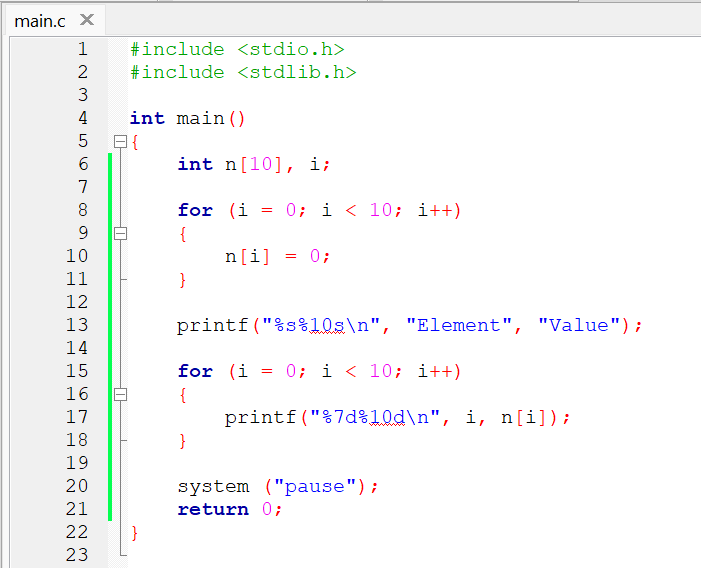 main.c ✕
1 #include <stdio.h>
2 #include <stdlib.h>
3
4 int main()
5 {
6     int n[10], i;
7
8     for (i = 0; i < 10; i++)
9     {
10         n[i] = 0;
11     }
12
13     printf("%s%10s\n", "Element", "Value");
14
15     for (i = 0; i < 10; i++)
16     {
17         printf("%7d%10d\n", i, n[i]);
18     }
19
20     system ("pause");
21     return 0;
22 }
23